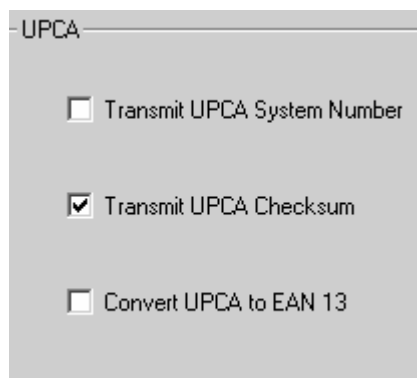 UPCA
Transmit UPCA System Number
Transmit UPCA Checksum
Convert UPCA to EAN 13